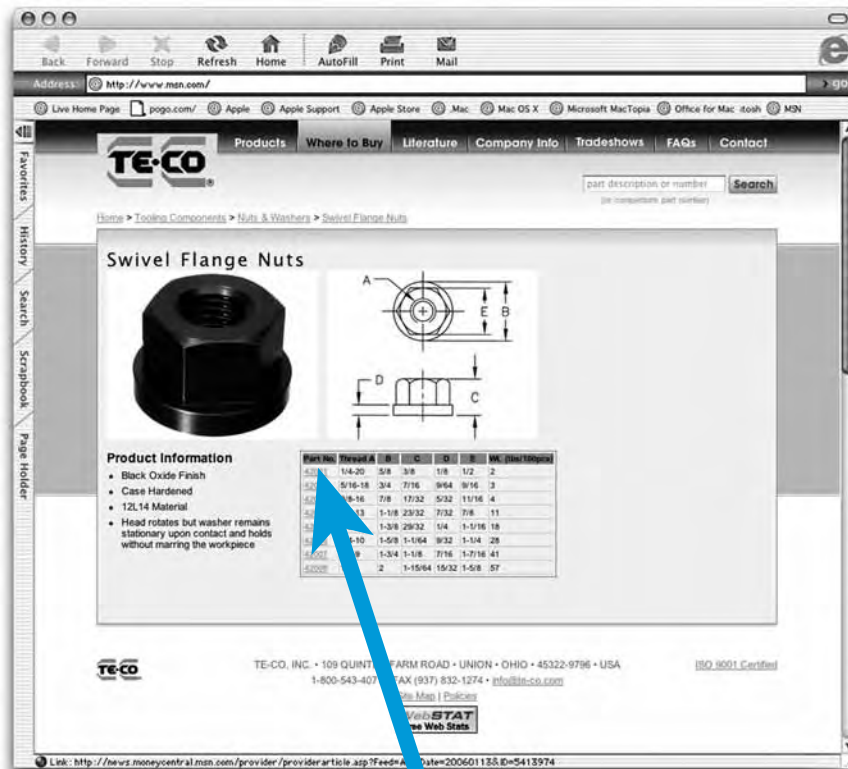 Back Forward Stop Refresh Home AutoFill Print Mail
Address: http://www.msn.com/ go
Live Home Page pogo.com/ Apple Apple Support Apple Store .Mac Mac OS X Microsoft MacTopia Office for Mac MSN
Favorites
History
Search
Scrapbook
Page Holder
TE-CO
Products Where to Buy Literature Company Info Tradeshows FAQs Contact
part description or number Search
(or competitors part number)
Home > Tooling Components > Nuts & Washers > Swivel Flange Nuts
Swivel Flange Nuts
A
E B
D
C
Product Information
• Black Oxide Finish
• Case Hardened
• 12L14 Material
• Head rotates but washer remains
stationary upon contact and holds
without marring the workpiece
Part No. Thread A B C D E Wt. (lbs/100pcs)
1/4-20 5/8 3/8 1/8 1/2 2
5/16-18 3/4 7/16 9/64 9/16 3
7/8 17/32 5/32 11/16 4
1-1/8 23/32 7/32 7/8 11
1-3/8 29/32 1/4 1-1/16 18
1-5/8 1-1/64 9/32 1-1/4 28
42007 1-3/4 1-1/8 7/16 1-7/16 41
42008 2 1-15/64 15/32 1-5/8 57
TE-CO
TE-CO, INC. • 109 FARM ROAD • UNION • OHIO • 45322-9796 • USA
FAX (937) 832-1274 • info@te-co.com
Site Map | Policies
ISO 9001 Certified
WebSTAT
Free Web Stats
Link: http://news.moneycentral.msn.com/provider/providerarticle.asp?Feed= Date=20060113&ID=5413974